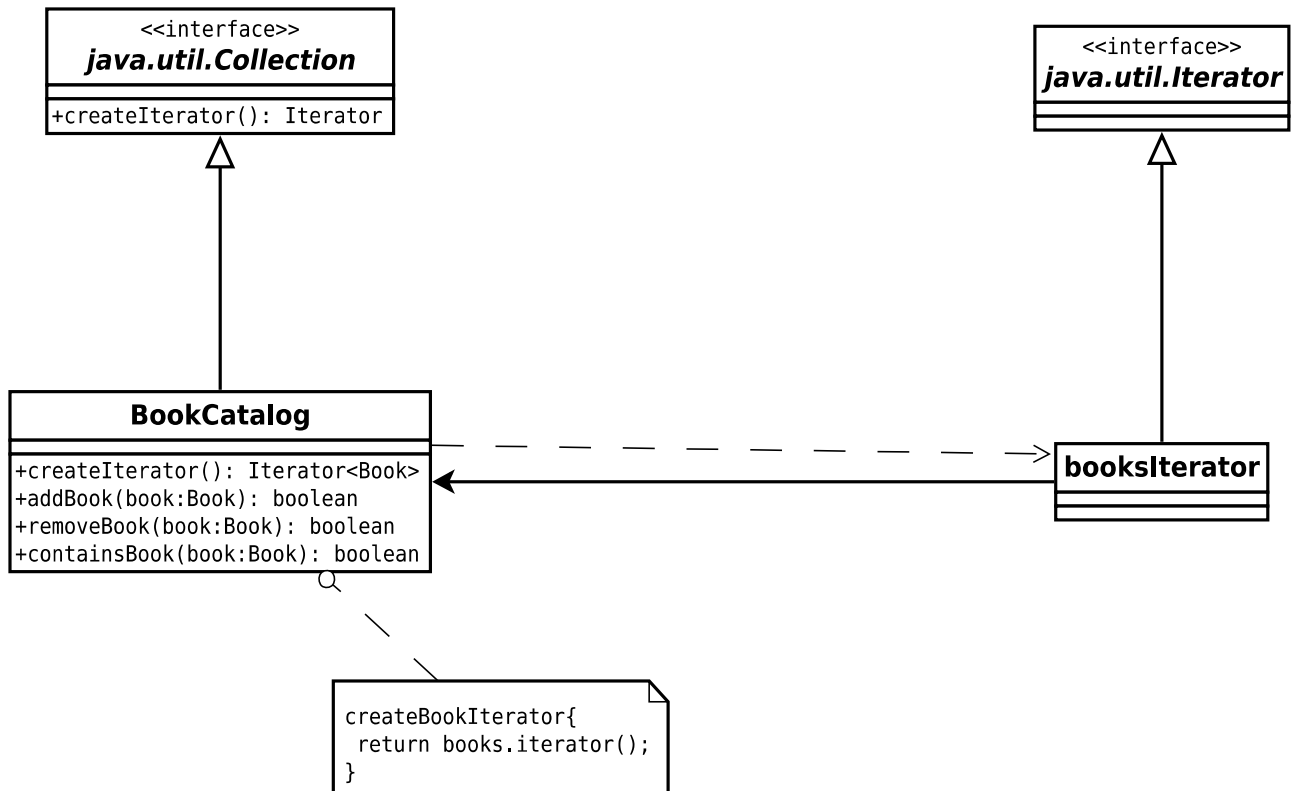 <<interface>>
java.util.Collection
+createIterator(): Iterator
<<interface>>
java.util.Iterator
BookCatalog
+createIterator(): Iterator<Book>
+addBook(book:Book): boolean
+removeBook(book:Book): boolean
+containsBook(book:Book): boolean
booksIterator
createBookIterator{
return books.iterator();
}